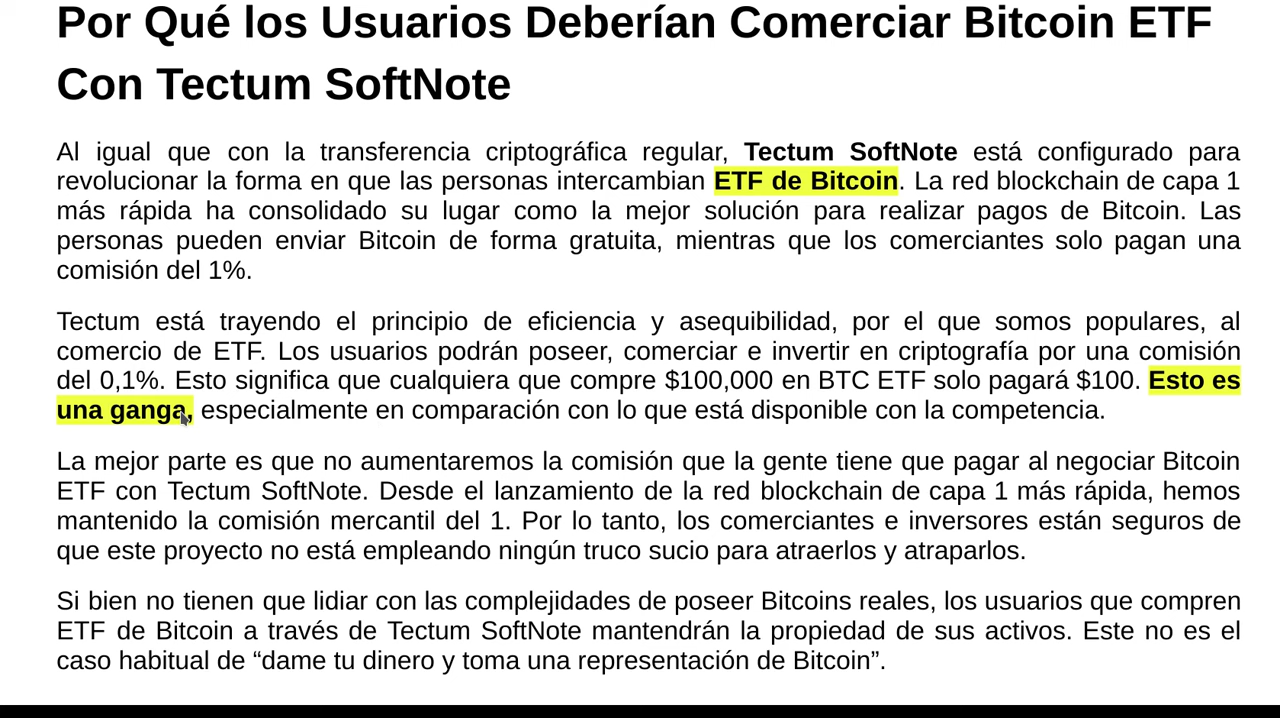 Por Qué los Usuarios Deberían Comerciar Bitcoin ETF
Con Tectum SoftNote
Al igual que con la transferencia criptográfica regular, Tectum SoftNote está configurado para
revolucionar la forma en que las personas intercambian ETF de Bitcoin. La red blockchain de capa 1
más rápida ha consolidado su lugar como la mejor solución para realizar pagos de Bitcoin. Las
personas pueden enviar Bitcoin de forma gratuita, mientras que los comerciantes solo pagan una
comisión del 1%.
Tectum está trayendo el principio de eficiencia y asequibilidad, por el que somos populares, al
comercio de ETF. Los usuarios podrán poseer, comerciar e invertir en criptografía por una comisión
del 0,1%. Esto significa que cualquiera que compre $100,000 en BTC ETF solo pagará $100. Esto es
una ganga, especialmente en comparación con lo que está disponible con la competencia.
La mejor parte es que no aumentaremos la comisión que la gente tiene que pagar al negociar Bitcoin
ETF con Tectum SoftNote. Desde el lanzamiento de la red blockchain de capa 1 más rápida, hemos
mantenido la comisión mercantil del 1. Por lo tanto, los comerciantes e inversores están seguros de
que este proyecto no está empleando ningún truco sucio para atraerlos y atraparlos.
Si bien no tienen que lidiar con las complejidades de poseer Bitcoins reales, los usuarios que compren
ETF de Bitcoin a través de Tectum SoftNote mantendrán la propiedad de sus activos. Este no es el
caso habitual de “dame tu dinero y toma una representación de Bitcoin”.